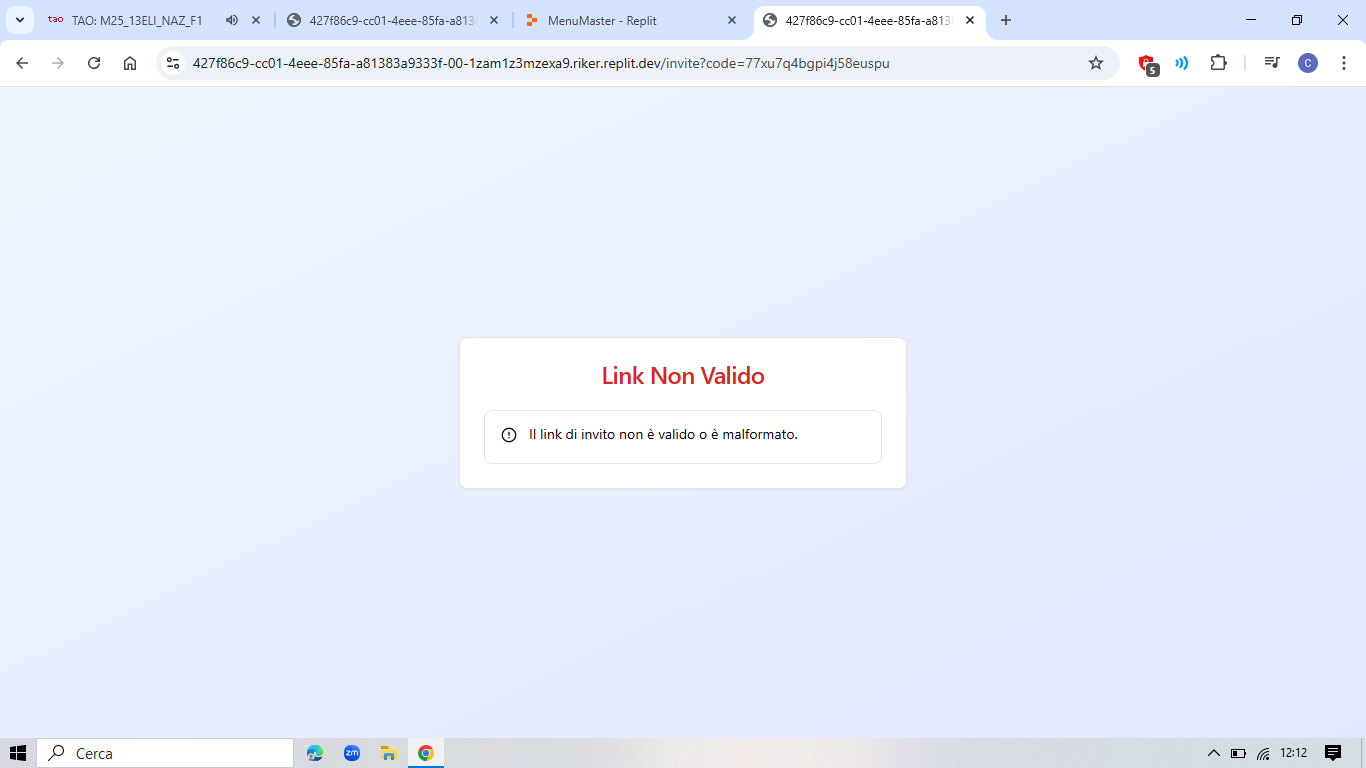 TAO: M25_13ELI_NAZ_F1
427f86c9-cc01-4eee-85fa-a813
MenuMaster - Replit
427f86c9-cc01-4eee-85fa-a813
427f86c9-cc01-4eee-85fa-a81383a9333f-00-1zam1z3mzexa9.riker.replit.dev/invite?code=77xu7q4bgpi4j58euspu
5
C
Link Non Valido
Il link di invito non è valido o è malformato.
Cerca
zm
12:12